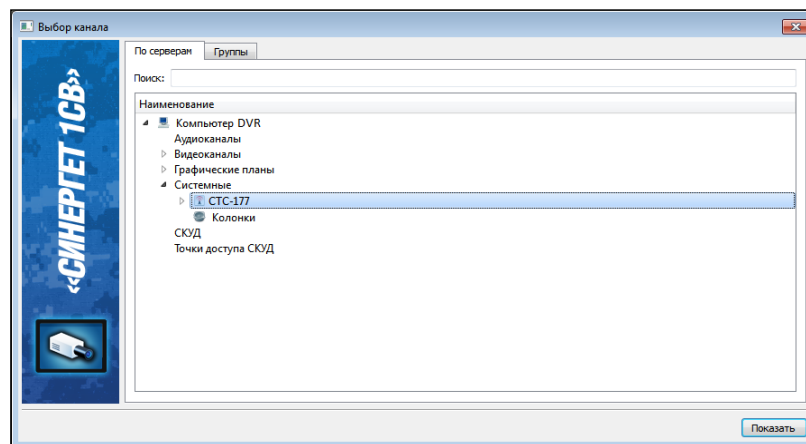 Выбор канала
По серверам
Группы
Поиск:
Наименование
Компьютер DVR
Аудиоканалы
Видеоканалы
Графические планы
Системные
СТС-177
Колонки
СКУД
Точки доступа СКУД
«СИНЕРГЕТ 1СВ»
Показать